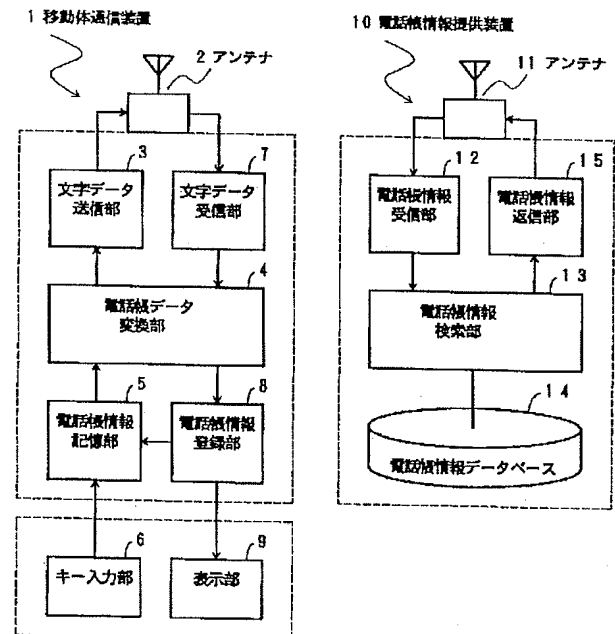 1 移動体通信装置
2 アンテナ
3
文字データ
送信部
7
文字データ
受信部
4
電話帳データ
変換部
5
電話帳情報
記憶部
8
電話帳情報
登録部
6
キー入力部
9
表示部
10 電話帳情報提供装置
11 アンテナ
12
電話帳情報
受信部
15
電話帳情報
返信部
13
電話帳情報
検索部
14
電話帳情報データベース